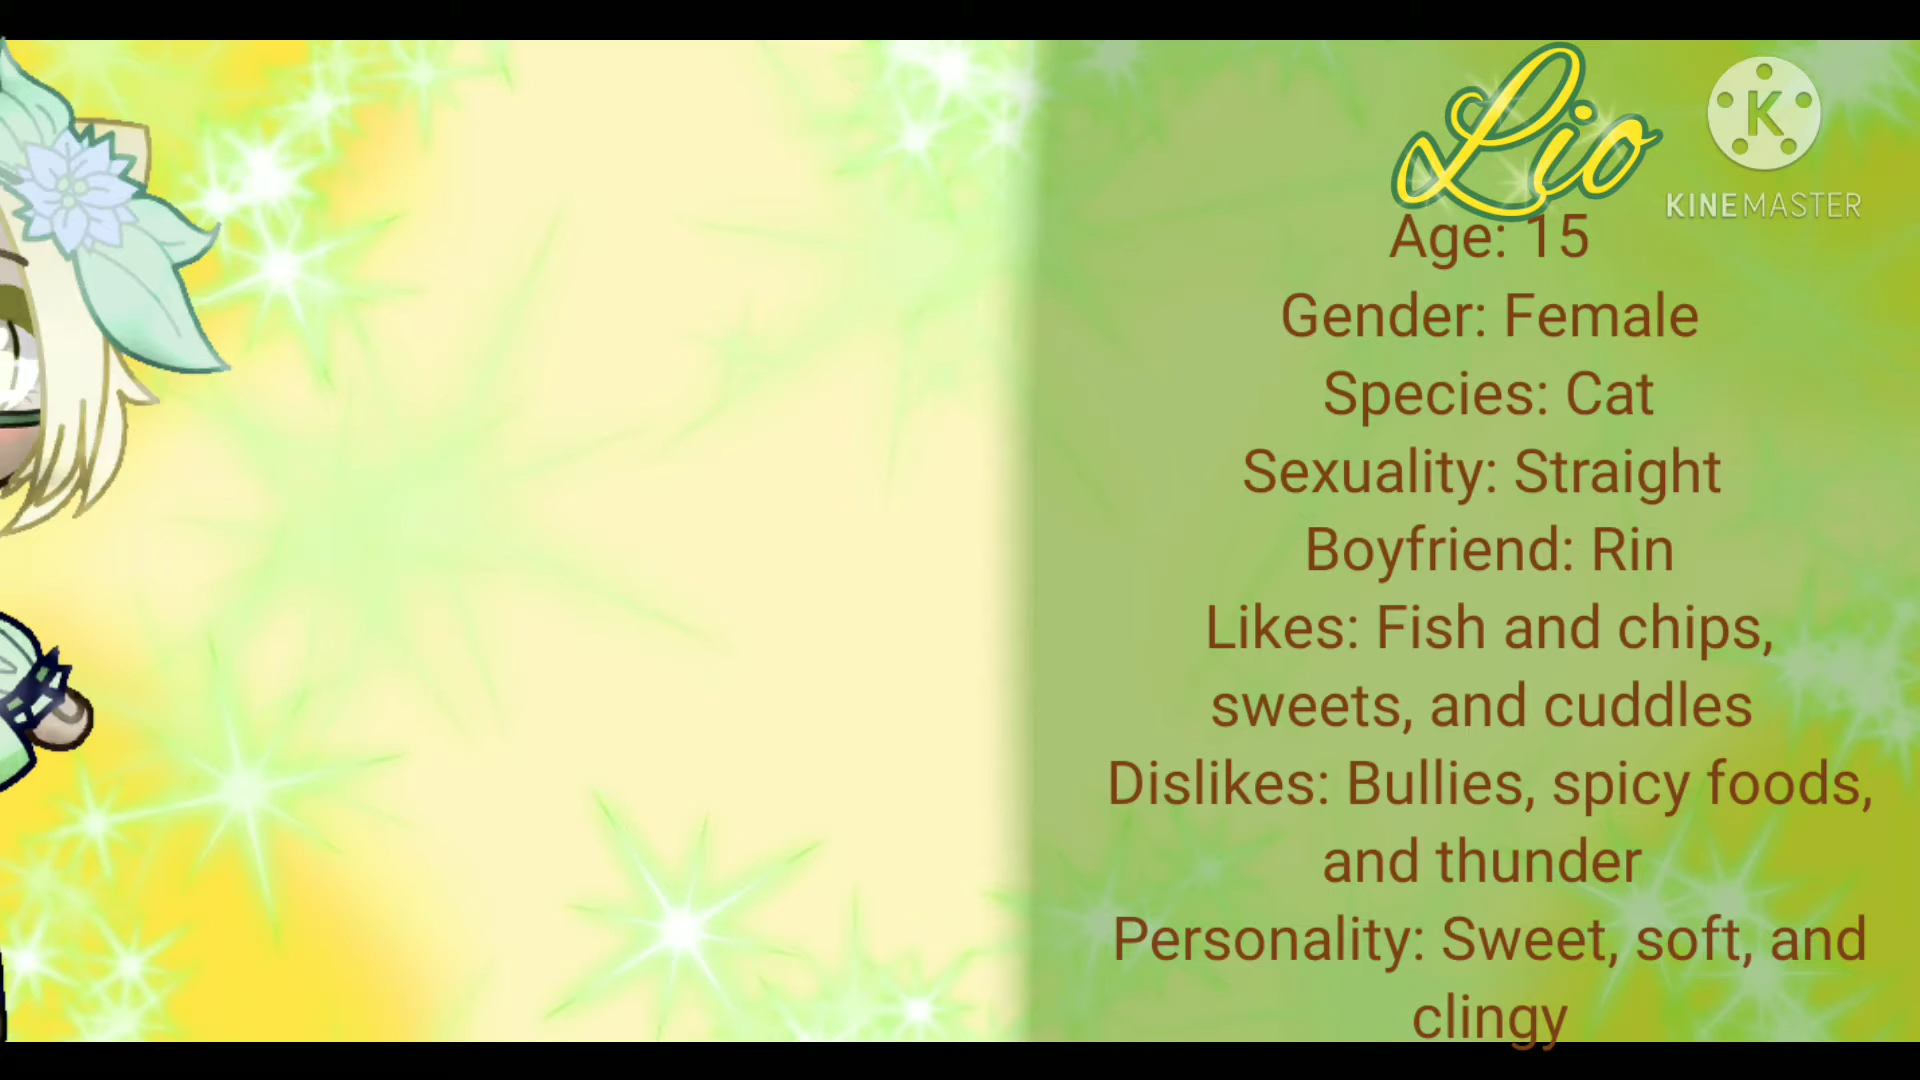 Lio
K
KINEMASTER
Age: 15
Gender: Female
Species: Cat
Sexuality: Straight
Boyfriend: Rin
Likes: Fish and chips,
sweets, and cuddles
Dislikes: Bullies, spicy foods,
and thunder
Personality: Sweet, soft, and
clingy